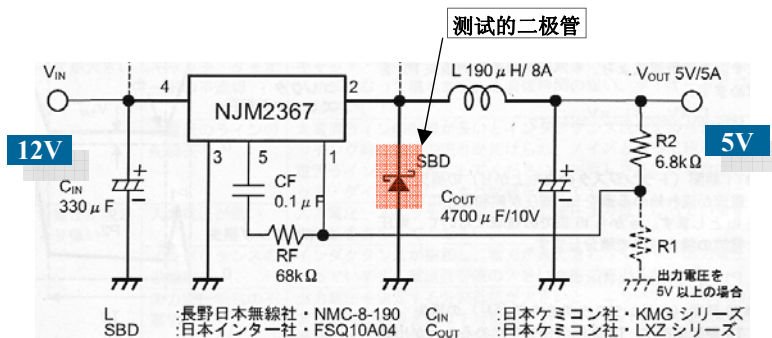 测试的二极管
L 190μH/ 8A
VIN
VOUT 5V/5A
4
NJM2367
2
12V
5V
3
5
1
SBD
R2
6.8kΩ
CIN
330μF
CF
0.1μF
COUT
4700μF/10V
RF
68kΩ
R1
出力電圧を
5V 以上の場合
L :長野日本無線社・NMC-8-190 CIN :日本ケミコン社・KMG シリーズ
SBD :日本インター社・FSQ10A04 COUT :日本ケミコン社・LXZ シリーズ